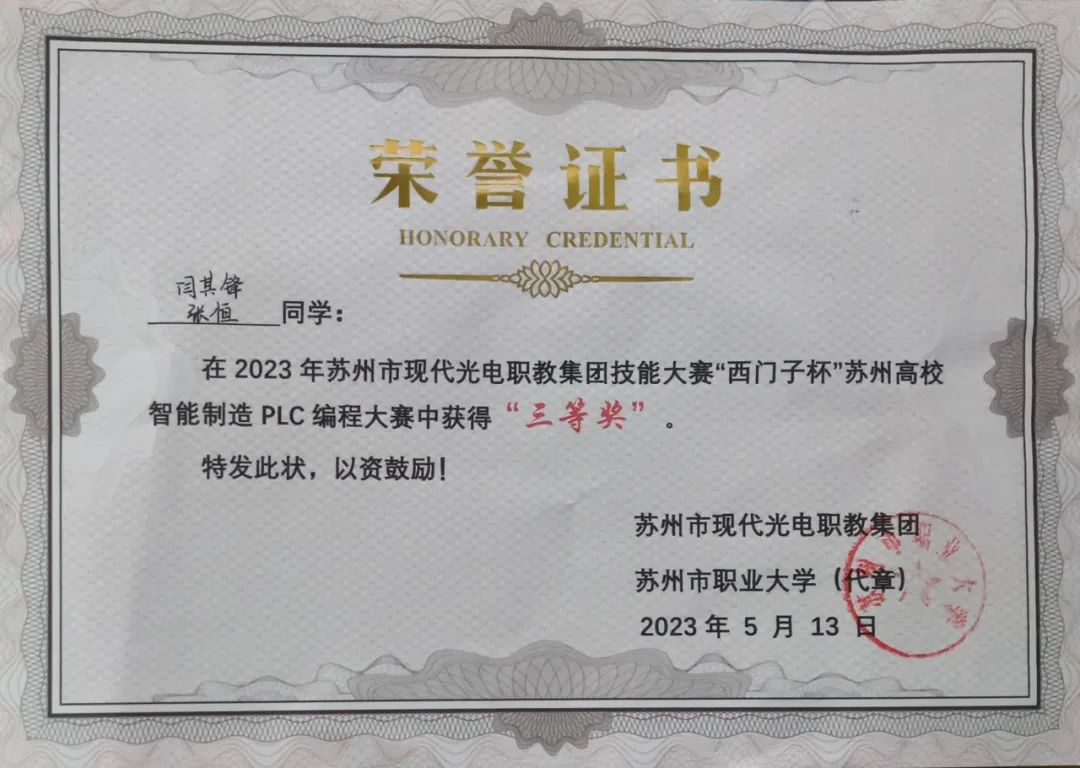 荣誉证书
HONORARY CREDENTIAL
闫其锋
张恒
同学：
在 2023 年苏州市现代光电职教集团技能大赛“西门子杯”苏州高校
智能制造 PLC 编程大赛中获得“三等奖”。
特发此状，以资鼓励！
苏州市现代光电职教集团
苏州市职业大学（代章）
2023 年 5 月 13 日